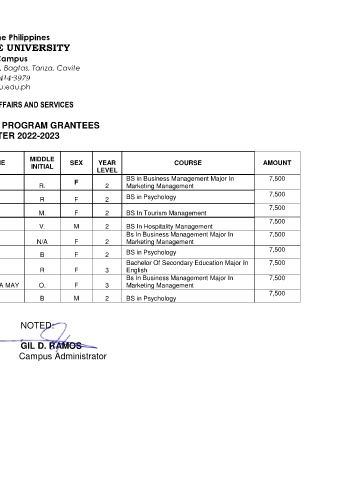 he Philippines
E UNIVERSITY
Campus
, Bagtas, Tanza, Cavite
414-3979
u.edu.ph
FFAIRS AND SERVICES
PROGRAM GRANTEES
TER 2022-2023
ME MIDDLE INITIAL SEX YEAR LEVEL COURSE AMOUNT
R. F 2 BS in Business Management Major In Marketing Management 7,500
R F 2 BS in Psychology 7,500
M. F 2 BS In Tourism Management 7,500
V. M 2 BS In Hospitality Management 7,500
N/A F 2 Bs In Business Management Major In Marketing Management 7,500
B F 2 BS in Psychology 7,500
R F 3 Bachelor Of Secondary Education Major In English 7,500
A MAY O. F 3 Bs In Business Management Major In Marketing Management 7,500
B M 2 BS in Psychology 7,500
NOTED:
GIL D. RAMOS
Campus Administrator